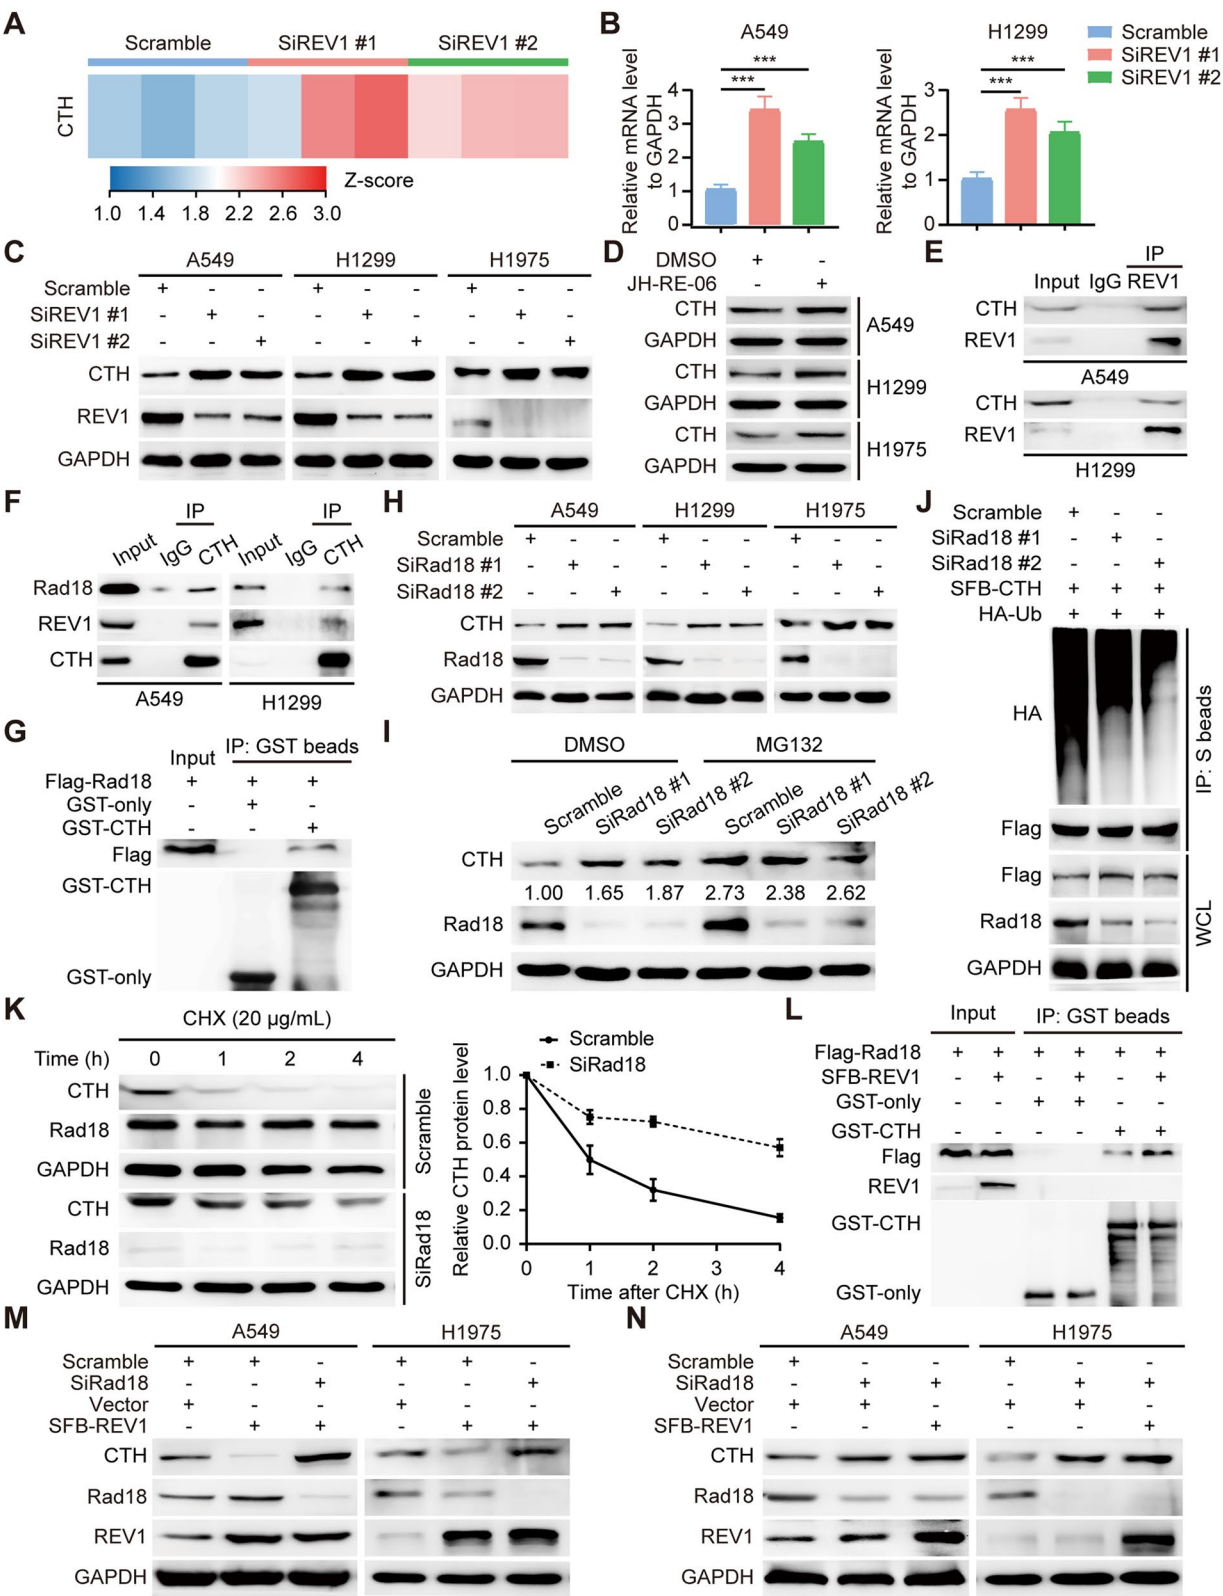 A
Scramble SiREV1 #1 SiREV1 #2
CTH
Z-score
1.0 1.4 1.8 2.2 2.6 3.0
B
A549
Relative mRNA level to GAPDH
4
3
2
1
0
***
***
H1299
Relative mRNA level to GAPDH
3
2
1
0
***
***
Scramble
SiREV1 #1
SiREV1 #2
C
A549 H1299 H1975
Scramble + - - + - - + - -
SiREV1 #1 - + - - + - - + -
SiREV1 #2 - - + - - + - - +
CTH
REV1
GAPDH
D
DMSO + -
JH-RE-06 - +
CTH
GAPDH
A549
CTH
GAPDH
H1299
CTH
GAPDH
H1975
E
IP
Input IgG REV1
CTH
REV1
A549
CTH
REV1
H1299
F
IP IP
Input IgG CTH Input IgG CTH
Rad18
REV1
CTH
A549 H1299
G
Input IP: GST beads
Flag-Rad18 + + +
GST-only - + -
GST-CTH - - +
Flag
GST-CTH
GST-only
H
A549 H1299 H1975
Scramble + - - + - - + - -
SiRad18 #1 - + - - + - - + -
SiRad18 #2 - - + - - + - - +
CTH
Rad18
GAPDH
I
DMSO MG132
Scramble SiRad18 #1 SiRad18 #2 Scramble SiRad18 #1 SiRad18 #2
CTH
1.00 1.65 1.87 2.73 2.38 2.62
Rad18
GAPDH
J
Scramble + - -
SiRad18 #1 - + -
SiRad18 #2 - - +
SFB-CTH + + +
HA-Ub + + +
HA
Flag
IP: S beads
Flag
Rad18
GAPDH
WCL
K
CHX (20 µg/mL)
Time (h) 0 1 2 4
CTH
Rad18
GAPDH
Scramble
CTH
Rad18
GAPDH
SiRad18
Scramble
SiRad18
Relative CTH protein level
1.0
0.8
0.6
0.4
0.2
0.0
0 1 2 3 4
Time after CHX (h)
L
Input IP: GST beads
Flag-Rad18 + + + + + +
SFB-REV1 - + - + - +
GST-only - - + + - -
GST-CTH - - - - + +
Flag
REV1
GST-CTH
GST-only
M
A549 H1975
Scramble + + - + + -
SiRad18 - - + - - +
Vector + - - + - -
SFB-REV1 - + + - + +
CTH
Rad18
REV1
GAPDH
N
A549 H1975
Scramble + - - + - -
SiRad18 - + + - + +
Vector + + - + + -
SFB-REV1 - - + - - +
CTH
Rad18
REV1
GAPDH